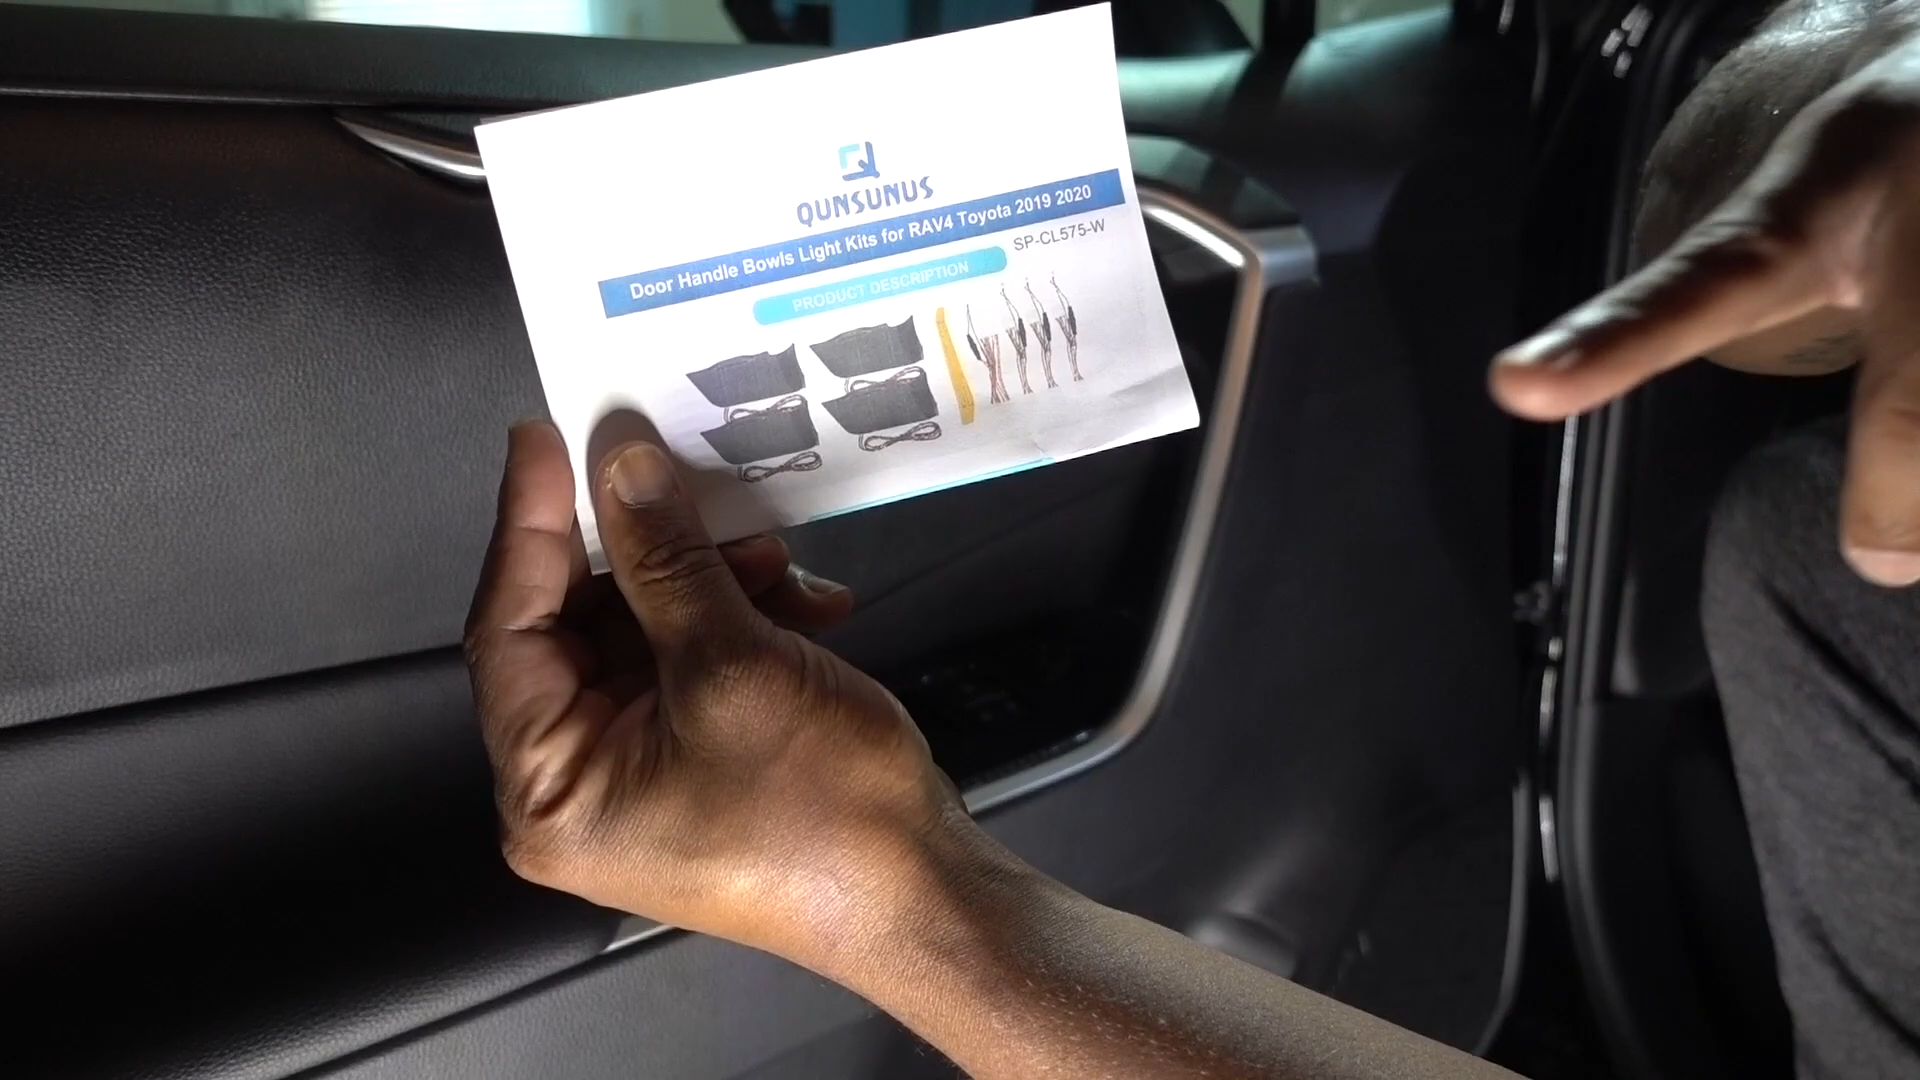 QUNSUNUS
Door Handle Bowls Light Kits for RAV4 Toyota 2019 2020
SP-CL575-W
PRODUCT DESCRIPTION